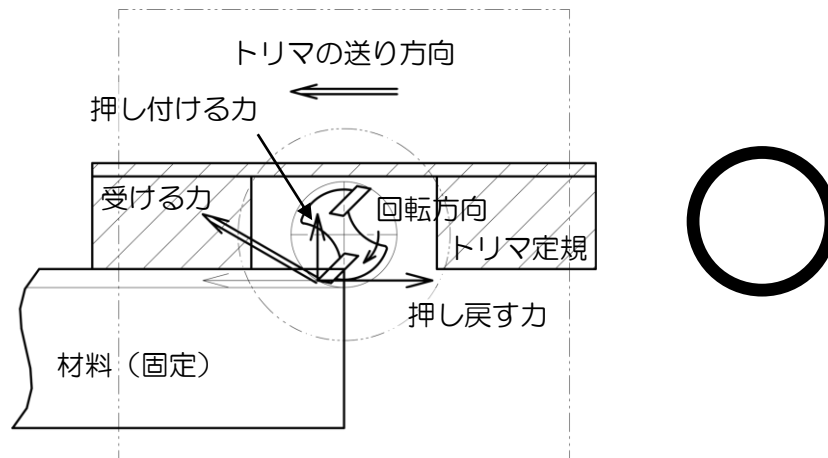 トリマの送り方向
押し付ける力
受ける力
回転方向
トリマ定規
押し戻す力
材料（固定）